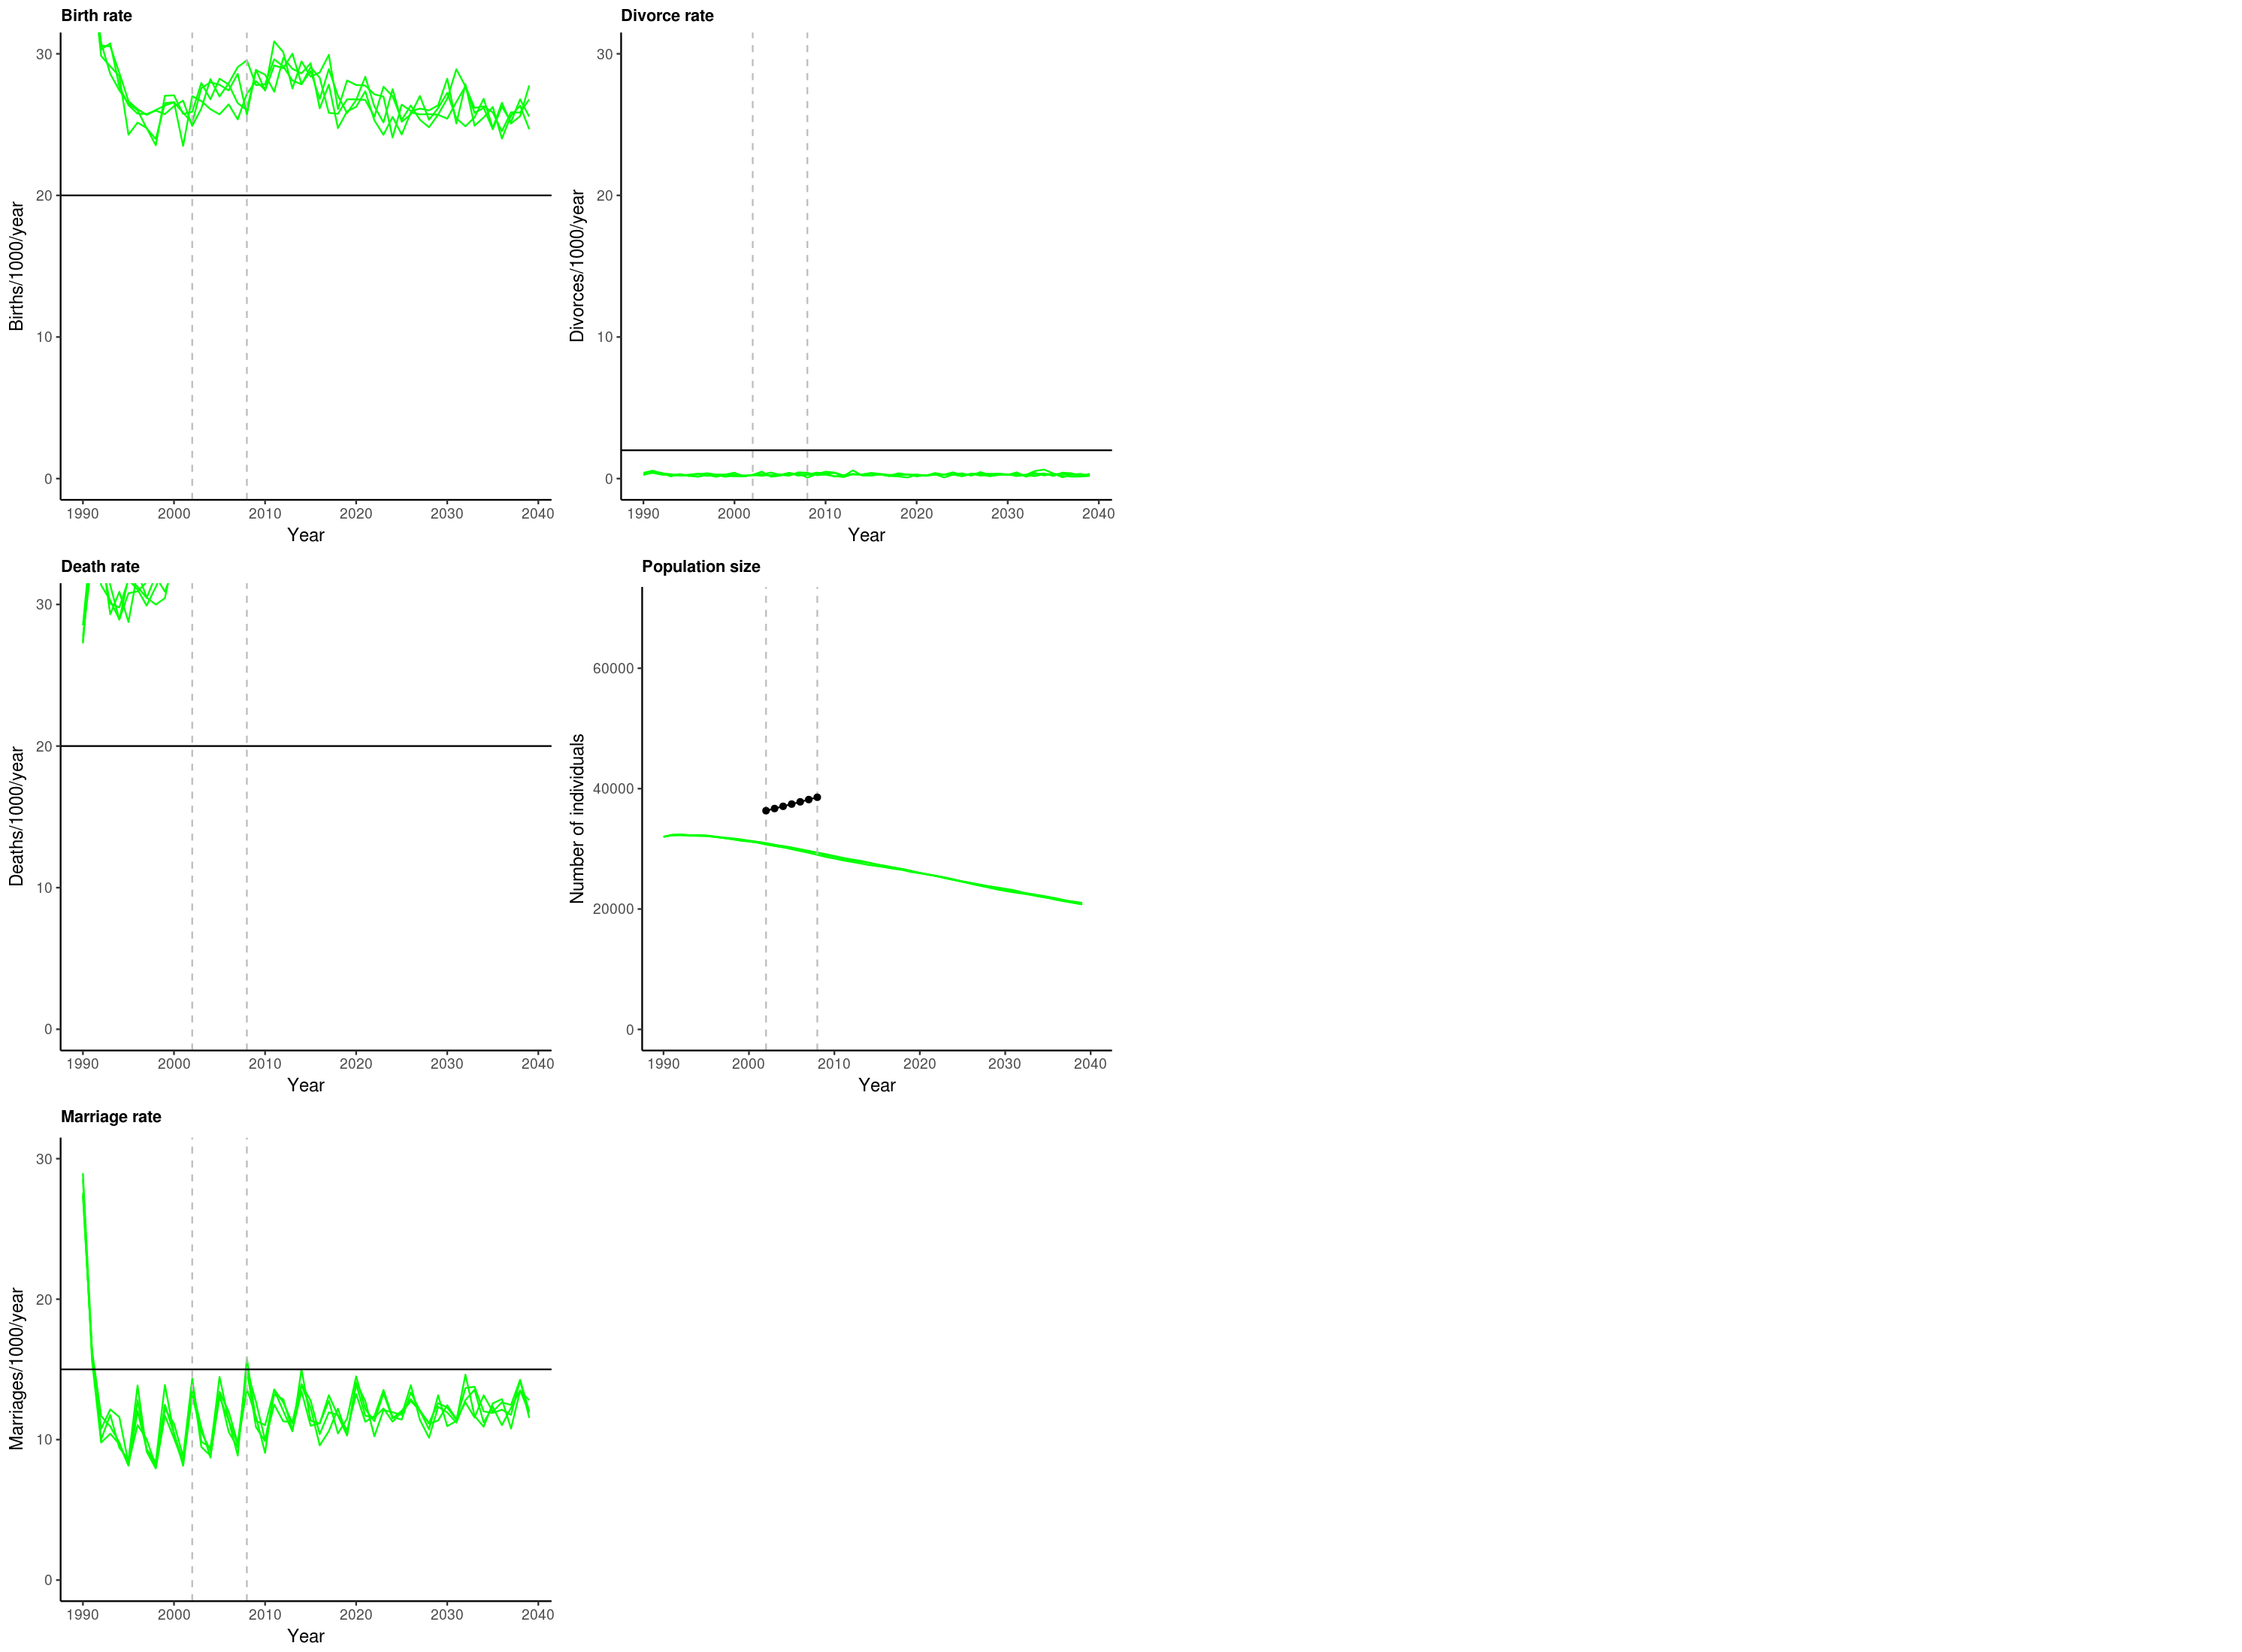 Birth rate
30
20
10
0
Births/1000/year
1990 2000 2010 2020 2030 2040
Year
Divorce rate
30
20
10
0
Divorces/1000/year
1990 2000 2010 2020 2030 2040
Year
Death rate
30
20
10
0
Deaths/1000/year
1990 2000 2010 2020 2030 2040
Year
Population size
60000
40000
20000
0
Number of individuals
1990 2000 2010 2020 2030 2040
Year
Marriage rate
30
20
10
0
Marriages/1000/year
1990 2000 2010 2020 2030 2040
Year